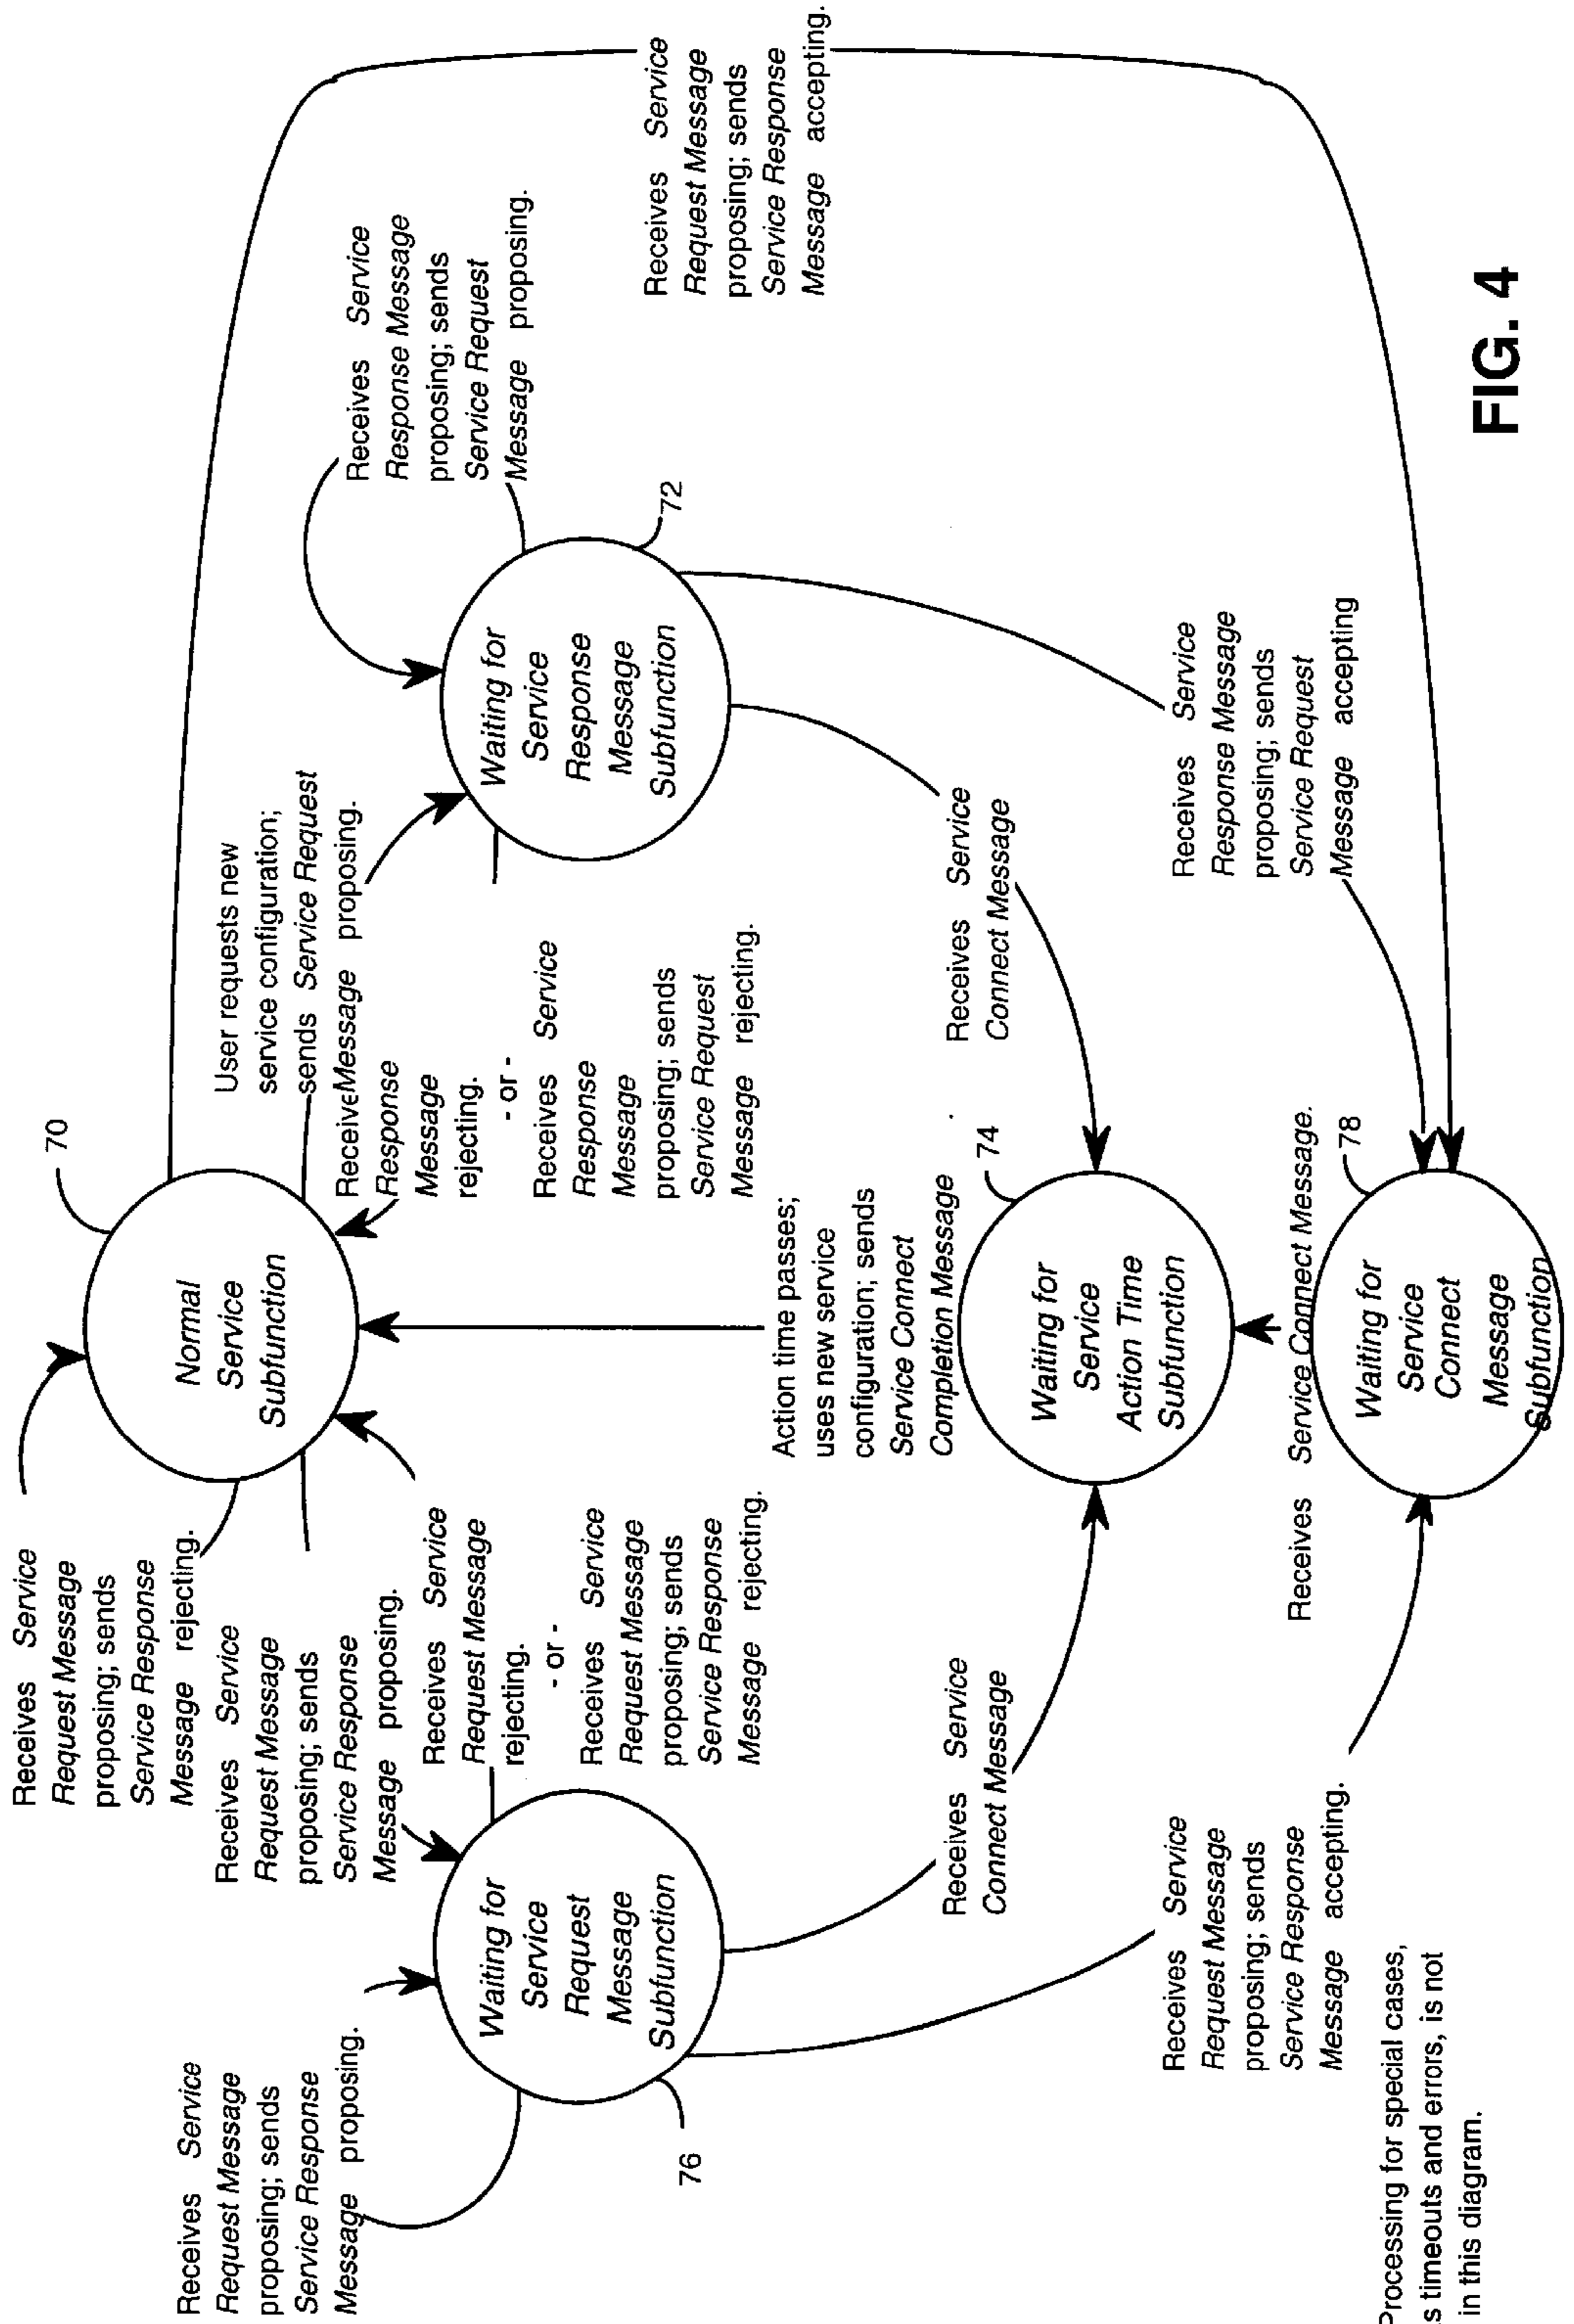 Receives Service
Request Message
proposing; sends
Service Response
Message rejecting.
70
Normal
Service
Subfunction
Receives Service
Request Message
proposing; sends
Service Response
Message proposing.
Receives Service
Request Message
proposing; sends
Service Response
Message proposing.
User requests new
service configuration;
sends Service Request
Message proposing.
Receives Service
Response Message
proposing; sends
Service Request
Message proposing.
Receive
Response
Message
rejecting.
- or -
Receives Service
Response
Message
proposing; sends
Service Request
Message rejecting.
Receives Service
Request Message
rejecting.
- or -
Receives Service
Request Message
proposing; sends
Service Response
Message rejecting.
Waiting for
Service
Request
Message
Subfunction
76
Waiting for
Service
Response
Message
Subfunction
72
Receives Service
Request Message
proposing; sends
Service Response
Message accepting.
Action time passes;
uses new service
configuration; sends
Service Connect
Completion Message
Receives Service
Connect Message
Receives Service
Connect Message
74
Waiting for
Service
Action Time
Subfunction
Receives Service
Request Message
proposing; sends
Service Response
Message accepting.
Receives Service
Response Message
proposing; sends
Service Request
Message accepting
Receives Service Connect Message.
78
Waiting for
Service
Connect
Message
Subfunction
Processing for special cases,
s timeouts and errors, is not
in this diagram.
FIG. 4